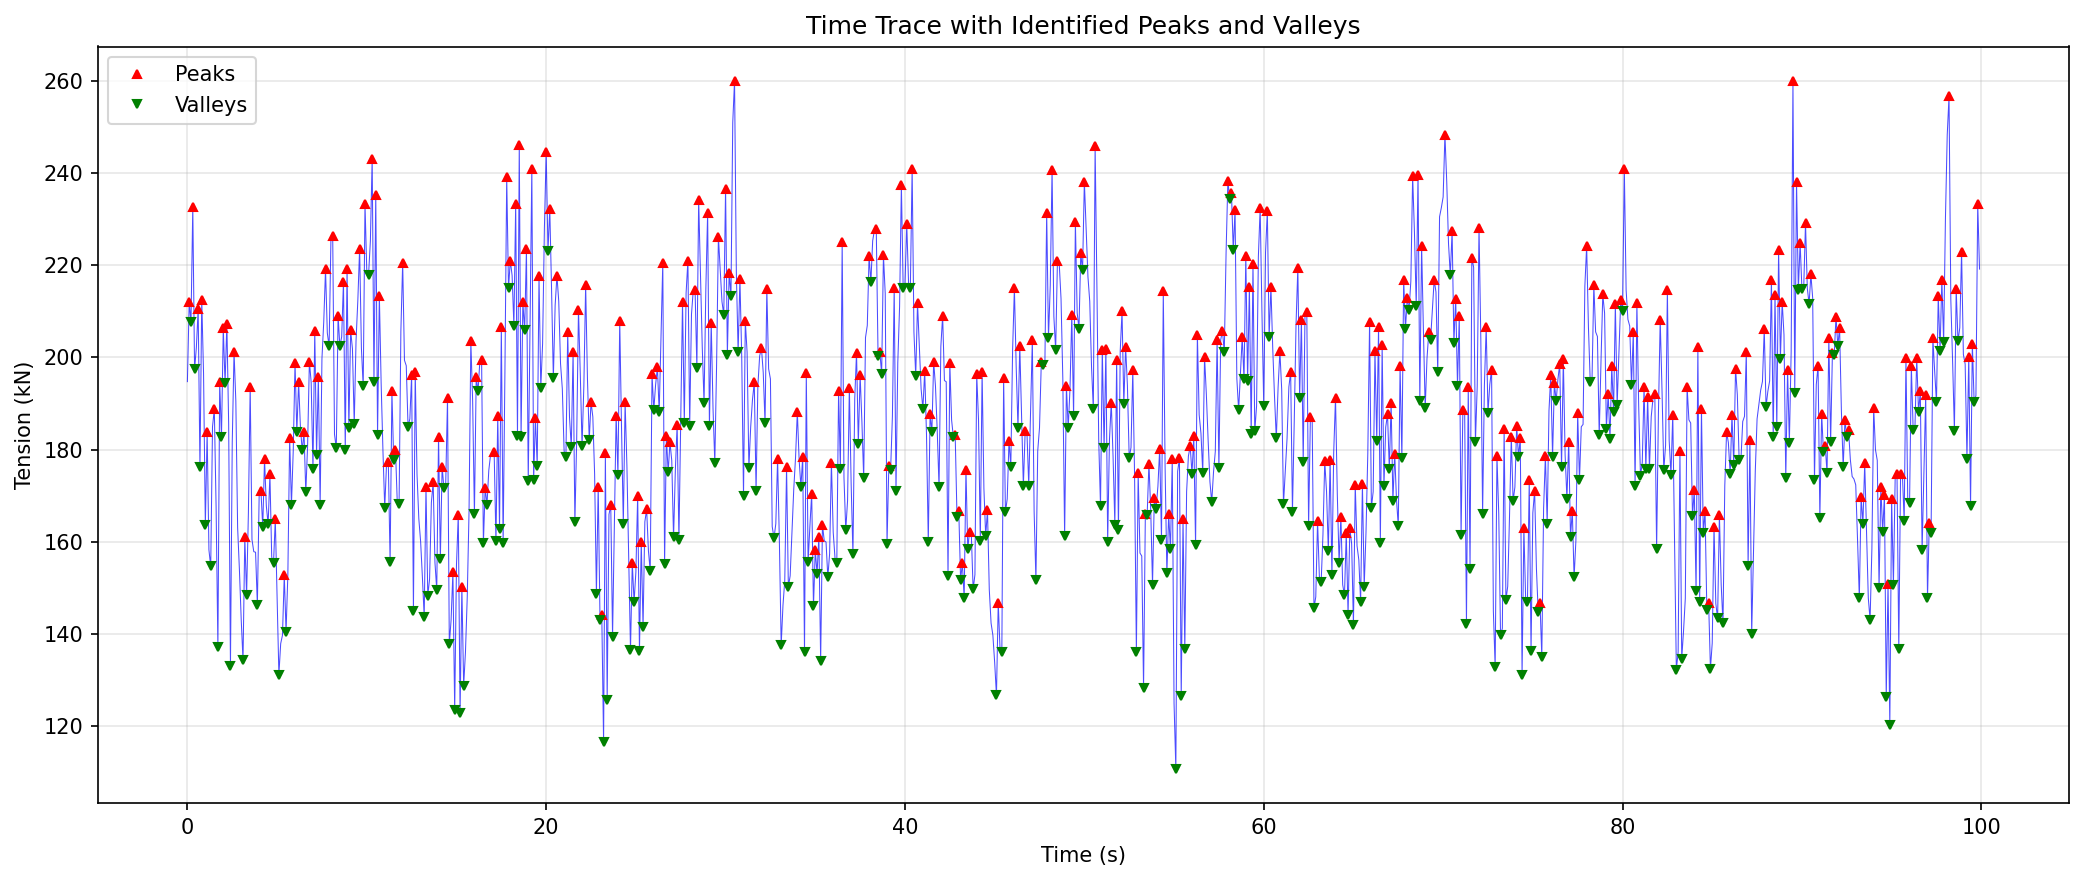 Time Trace with Identified Peaks and Valleys
Peaks
Valleys
Tension (kN)
260
240
220
200
180
160
140
120
0
20
40
60
80
100
Time (s)